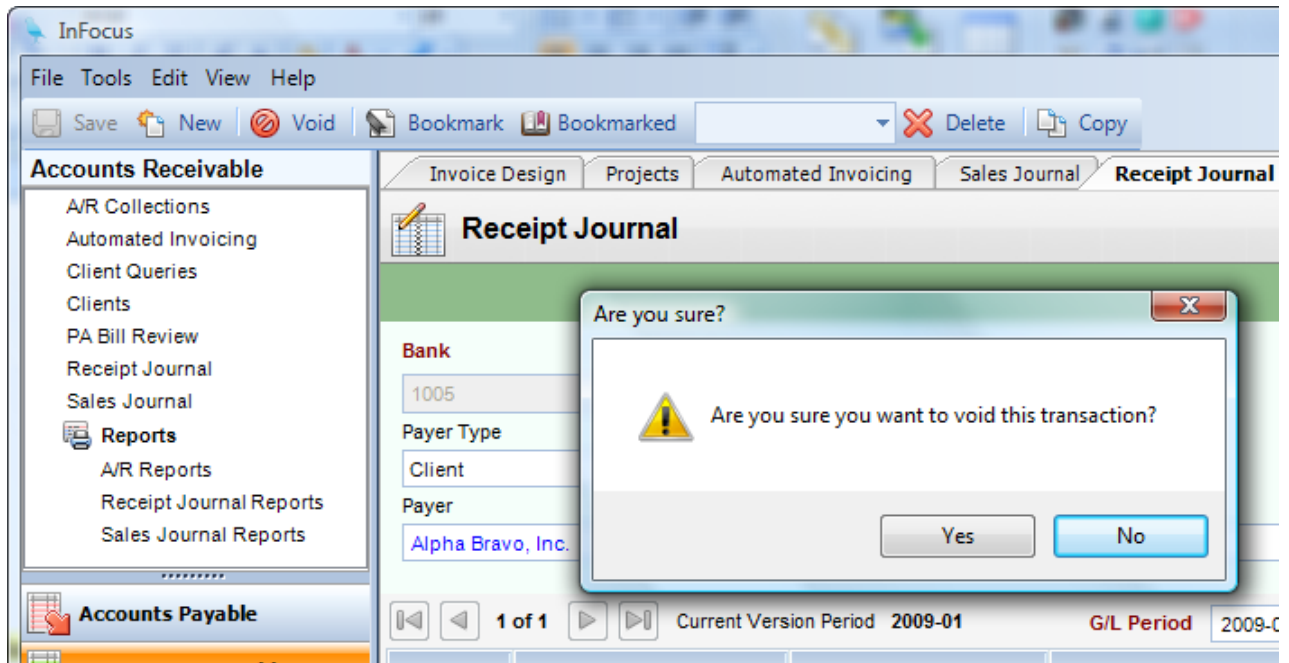 InFocus
File Tools Edit View Help
Save New Void Bookmark Bookmarked Delete Copy
Accounts Receivable
A/R Collections
Automated Invoicing
Client Queries
Clients
PA Bill Review
Receipt Journal
Sales Journal
Reports
A/R Reports
Receipt Journal Reports
Sales Journal Reports
Accounts Payable
Invoice Design Projects Automated Invoicing Sales Journal Receipt Journal
Receipt Journal
Bank
1005
Payer Type
Client
Payer
Alpha Bravo, Inc.
Are you sure?
X
Are you sure you want to void this transaction?
Yes No
1 of 1 Current Version Period 2009-01 G/L Period